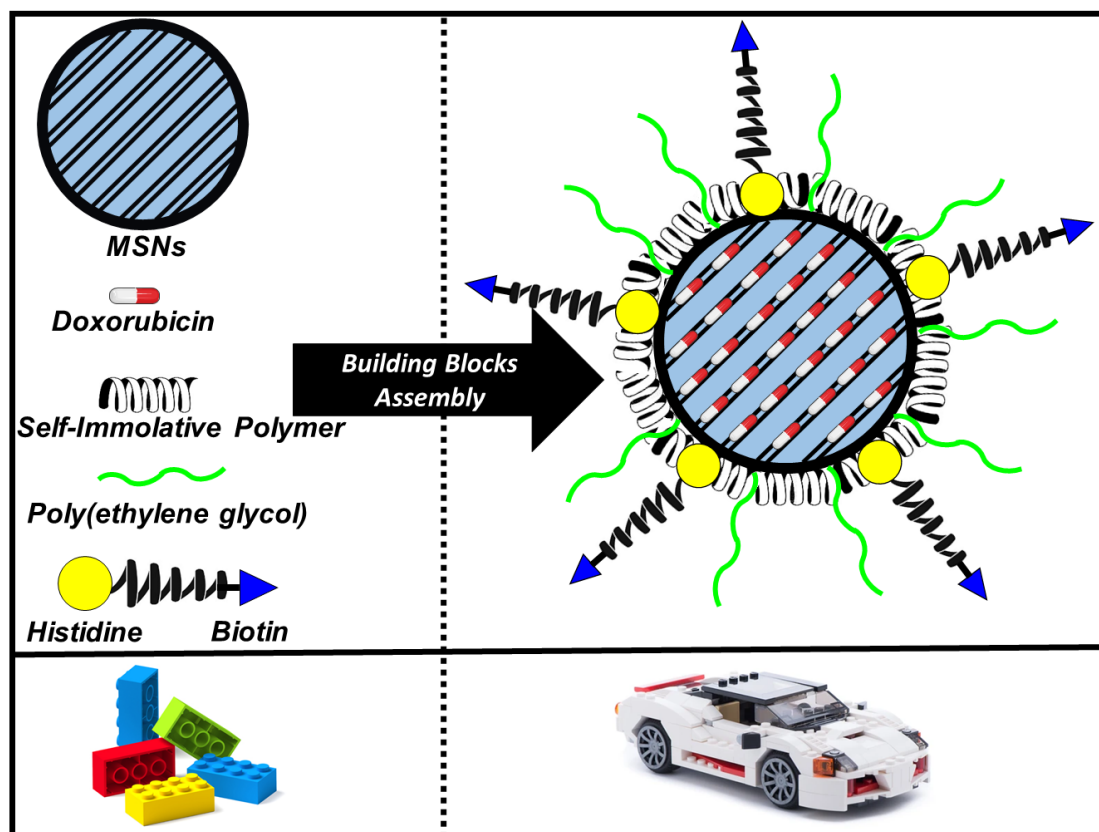 MSNs
Doxorubicin
Self-Immolative Polymer
Poly(ethylene glycol)
Histidine Biotin
Building Blocks
Assembly